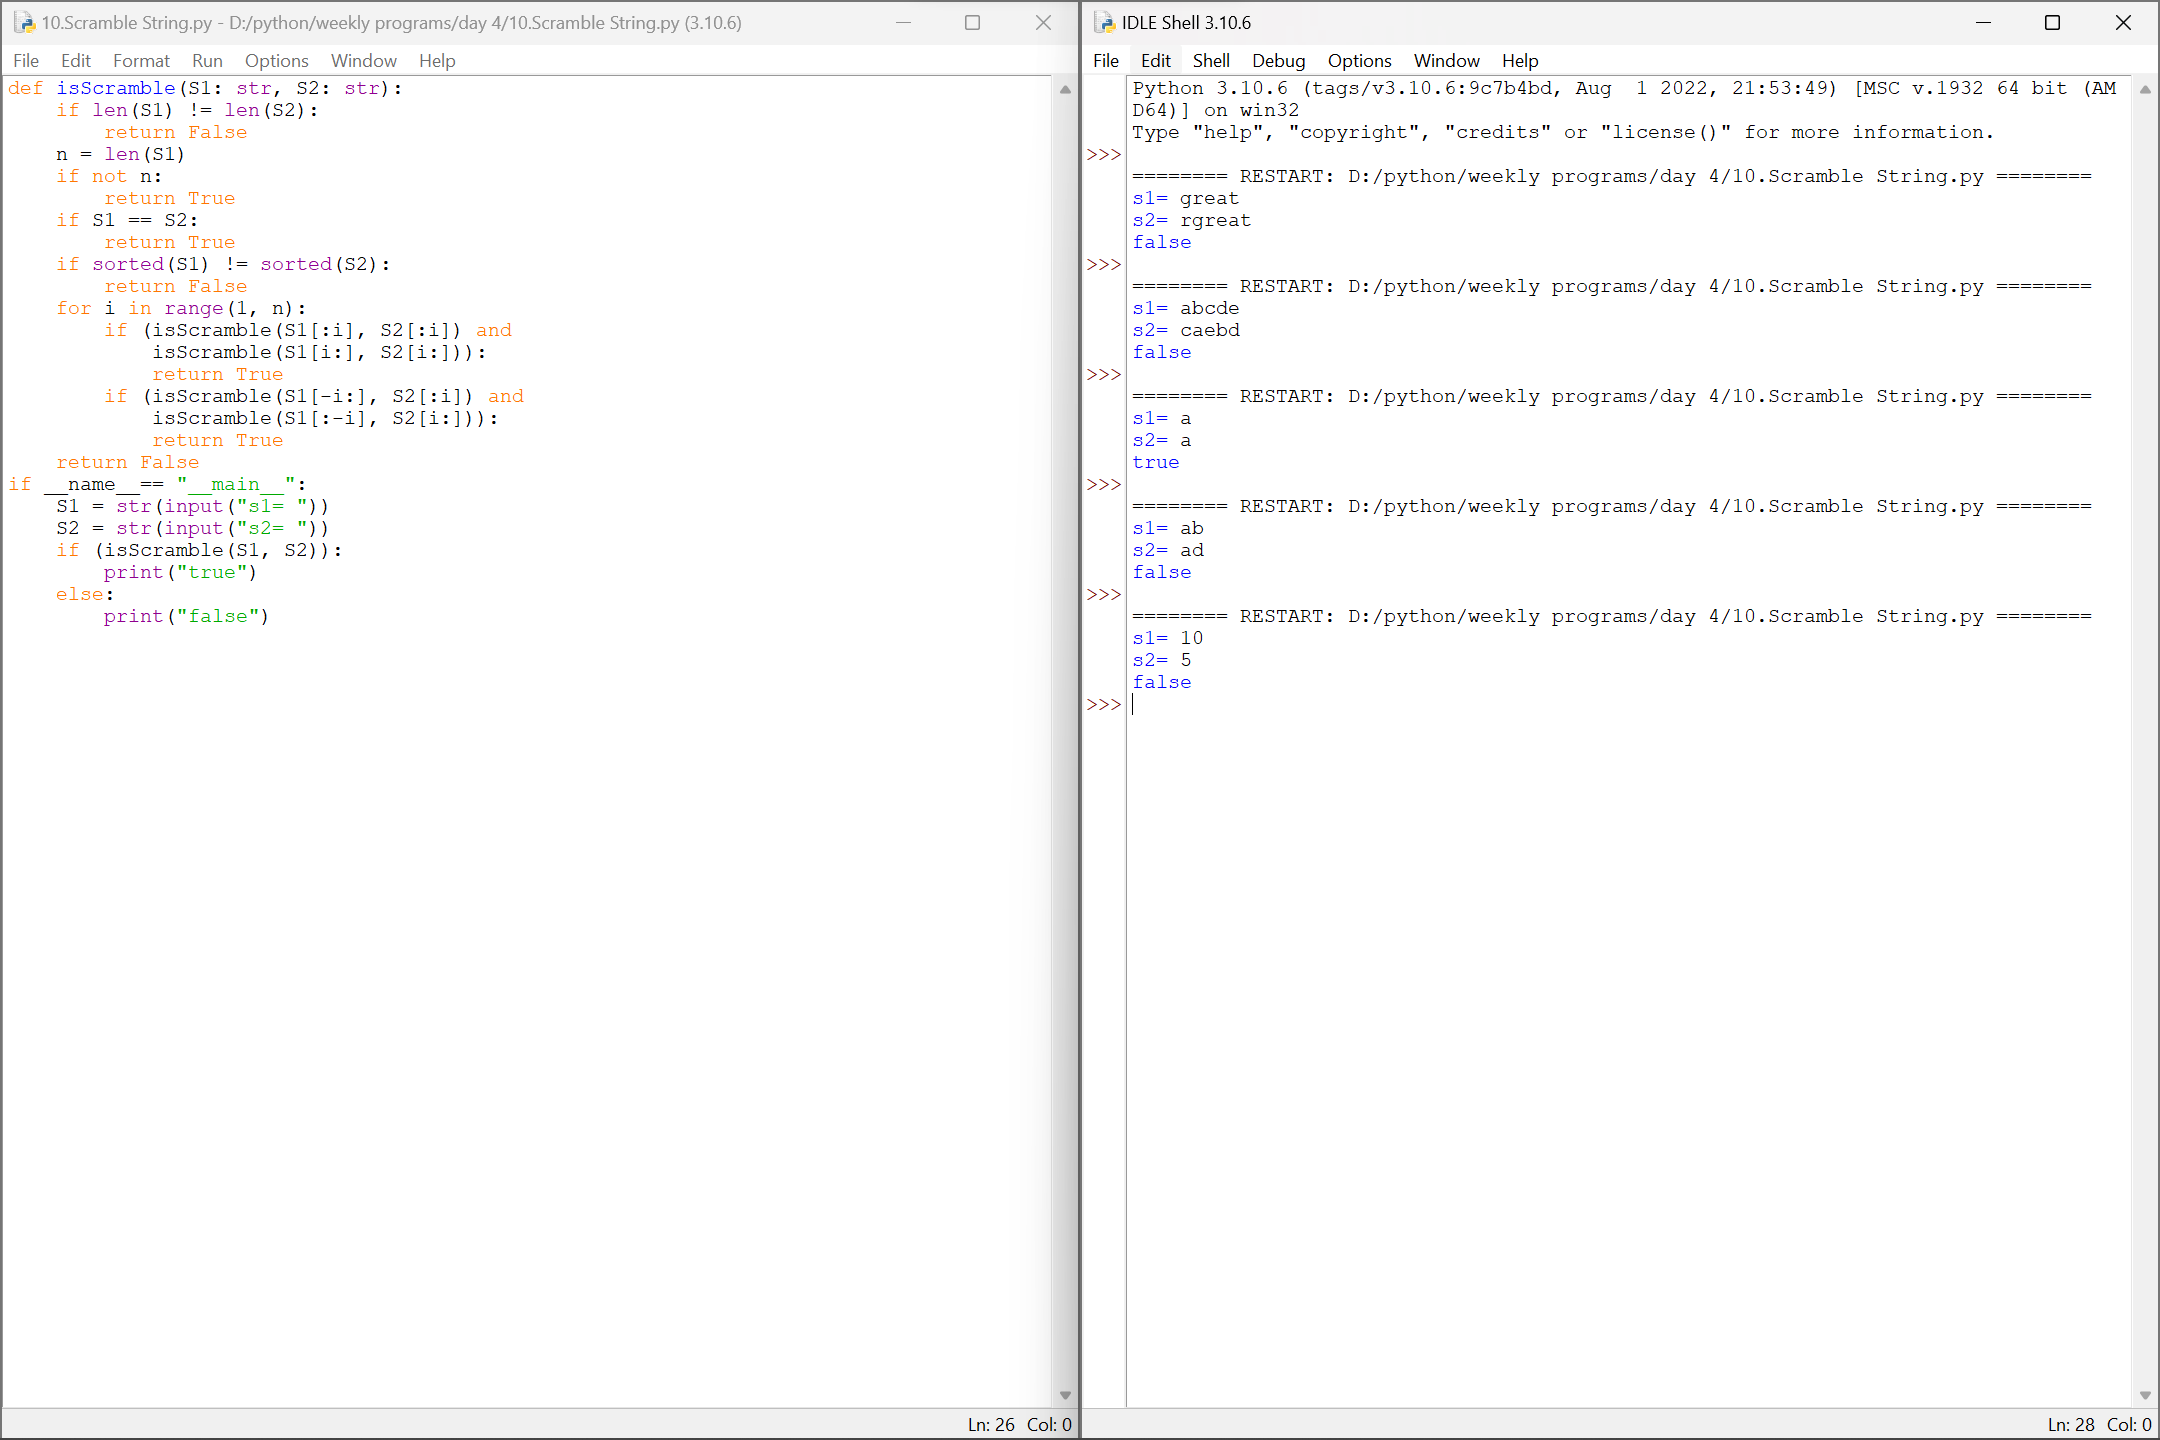 10.Scramble String.py - D:/python/weekly programs/day 4/10.Scramble String.py (3.10.6)
File Edit Format Run Options Window Help
def isScramble(S1: str, S2: str):
    if len(S1) != len(S2):
        return False
    n = len(S1)
    if not n:
        return True
    if S1 == S2:
        return True
    if sorted(S1) != sorted(S2):
        return False
    for i in range(1, n):
        if (isScramble(S1[:i], S2[:i]) and
            isScramble(S1[i:], S2[i:])):
            return True
        if (isScramble(S1[-i:], S2[:i]) and
            isScramble(S1[:-i], S2[i:])):
            return True
    return False
if __name__== "__main__":
    S1 = str(input("s1= "))
    S2 = str(input("s2= "))
    if (isScramble(S1, S2)):
        print("true")
    else:
        print("false")
Ln: 26 Col: 0
IDLE Shell 3.10.6
File Edit Shell Debug Options Window Help
Python 3.10.6 (tags/v3.10.6:9c7b4bd, Aug  1 2022, 21:53:49) [MSC v.1932 64 bit (AM
D64)] on win32
Type "help", "copyright", "credits" or "license()" for more information.
>>>
======== RESTART: D:/python/weekly programs/day 4/10.Scramble String.py ========
s1= great
s2= rgreat
false
>>>
======== RESTART: D:/python/weekly programs/day 4/10.Scramble String.py ========
s1= abcde
s2= caebd
false
>>>
======== RESTART: D:/python/weekly programs/day 4/10.Scramble String.py ========
s1= a
s2= a
true
>>>
======== RESTART: D:/python/weekly programs/day 4/10.Scramble String.py ========
s1= ab
s2= ad
false
>>>
======== RESTART: D:/python/weekly programs/day 4/10.Scramble String.py ========
s1= 10
s2= 5
false
>>>
Ln: 28 Col: 0